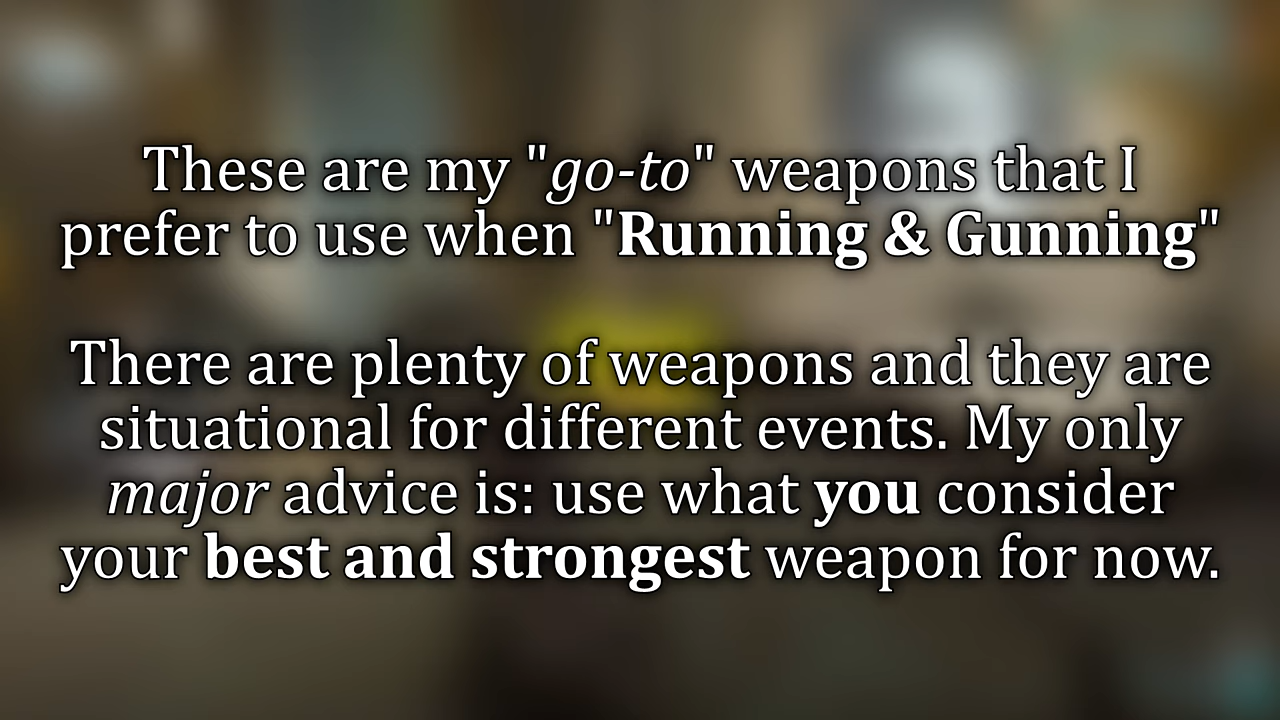 These are my "go-to" weapons that I
prefer to use when "Running & Gunning"
There are plenty of weapons and they are
situational for different events. My only
major advice is: use what you consider
your best and strongest weapon for now.